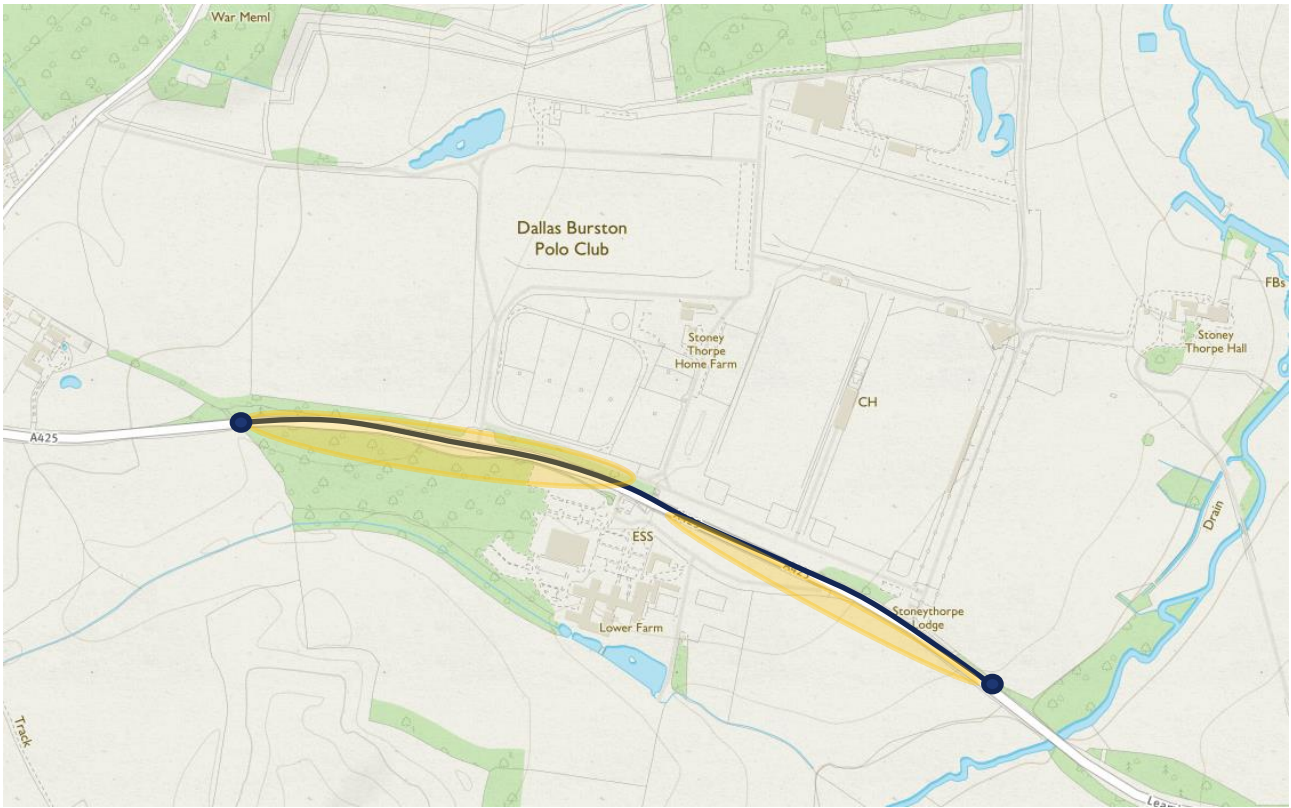 War Meml
Dallas Burston
Polo Club
FBs
Stoney
Thorpe
Home Farm
Stoney
Thorpe Hall
CH
A425
Drain
ESS
A425
Stoneythorpe
Lodge
Lower Farm
Track